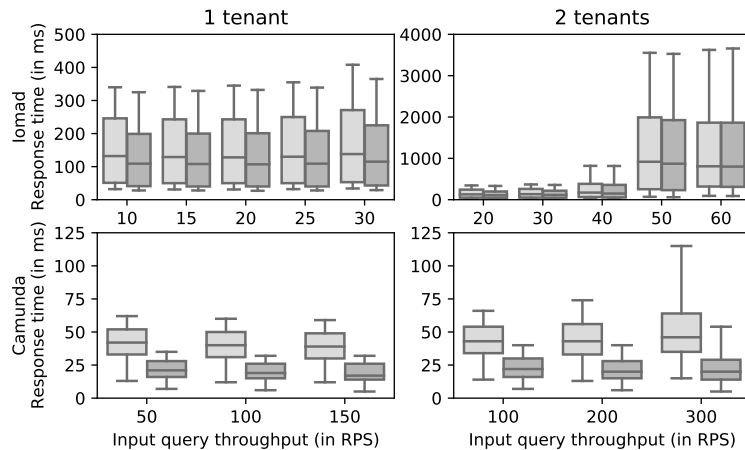 1 tenant
2 tenants
Iomad
Response time (in ms)
500
400
300
200
100
0
10 15 20 25 30
4000
3000
2000
1000
0
20 30 40 50 60
Camunda
Response time (in ms)
125
100
75
50
25
0
50 100 150
Input query throughput (in RPS)
125
100
75
50
25
0
100 200 300
Input query throughput (in RPS)